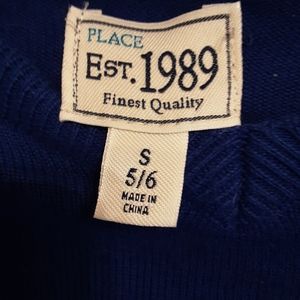 PLACE
EST. 1989
Finest Quality
S
5/6
MADE IN
CHINA